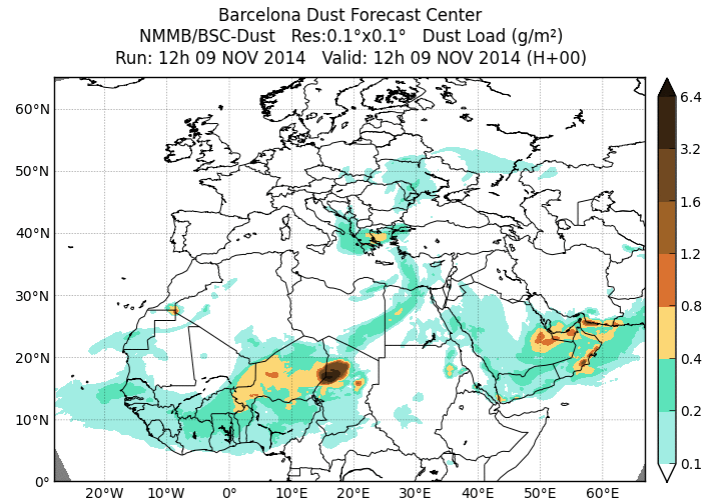 Barcelona Dust Forecast Center
NMMB/BSC-Dust Res:0.1°x0.1° Dust Load (g/m²)
Run: 12h 09 NOV 2014 Valid: 12h 09 NOV 2014 (H+00)
60°N
50°N
40°N
30°N
20°N
10°N
0°
20°W
10°W
0°
10°E
20°E
30°E
40°E
50°E
60°E
6.4
3.2
1.6
1.2
0.8
0.4
0.2
0.1